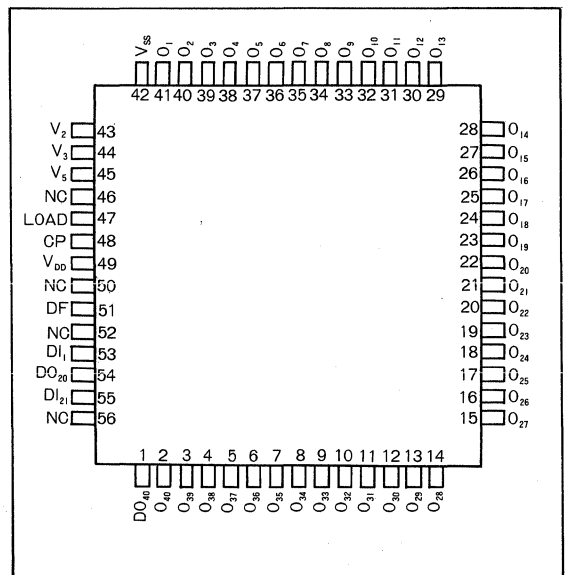 V₅₅ O₁ O₂ O₃ O₄ O₅ O₆ O₇ O₈ O₉ O₁₀ O₁₁ O₁₂ O₁₃
42 41 40 39 38 37 36 35 34 33 32 31 30 29
V₂ 43
V₃ 44
V₅ 45
NC 46
LOAD 47
CP 48
V_DD 49
NC 50
DF 51
NC 52
DI₁ 53
DO₂₀ 54
DI₂₁ 55
NC 56
28 O₁₄
27 O₁₅
26 O₁₆
25 O₁₇
24 O₁₈
23 O₁₉
22 O₂₀
21 O₂₁
20 O₂₂
19 O₂₃
18 O₂₄
17 O₂₅
16 O₂₆
15 O₂₇
1 2 3 4 5 6 7 8 9 10 11 12 13 14
DO₄₀ O₄₀ O₃₉ O₃₈ O₃₇ O₃₆ O₃₅ O₃₄ O₃₃ O₃₂ O₃₁ O₃₀ O₂₉ O₂₈